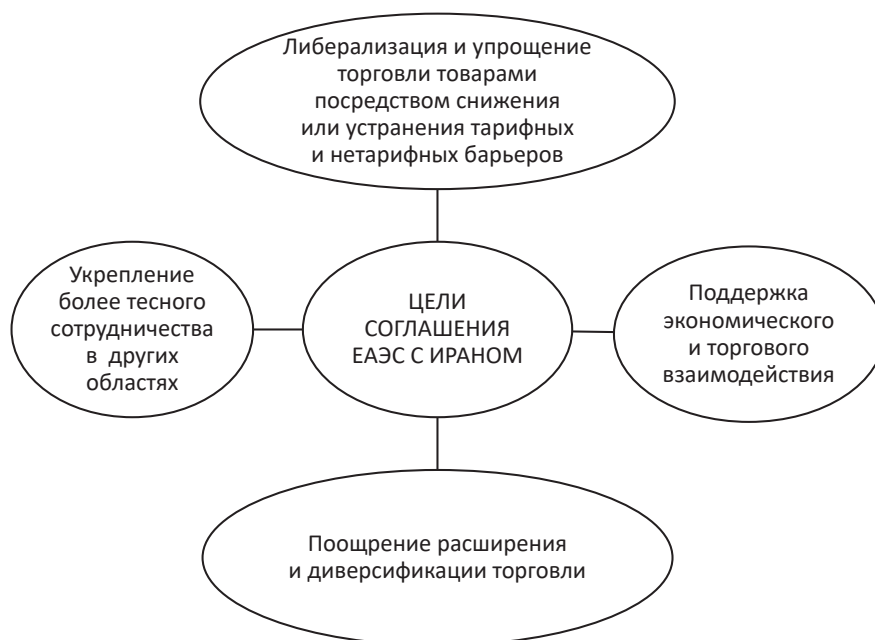 Либерализация и упрощение
торговли товарами
посредством снижения
или устранения тарифных
и нетарифных барьеров
Укрепление
более тесного
сотрудничества
в других
областях
ЦЕЛИ
СОГЛАШЕНИЯ
ЕАЭС С ИРАНОМ
Поддержка
экономического
и торгового
взаимодействия
Поощрение расширения
и диверсификации торговли